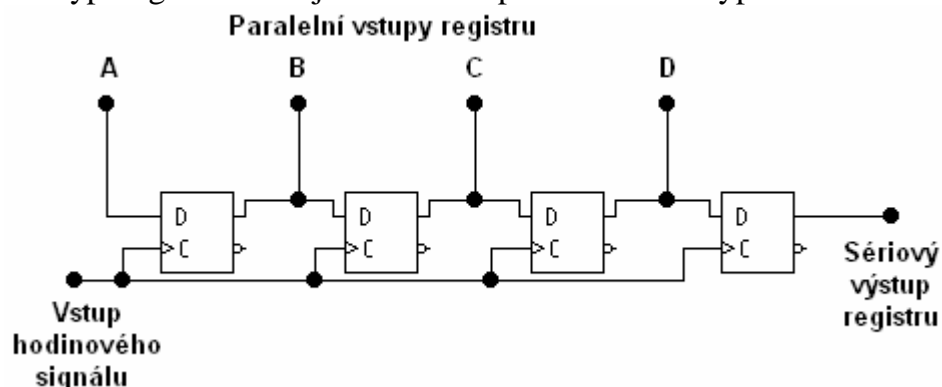 Paralelní vstupy registru
A B C D
D D D D
C C C C
Vstup
hodinového
signálu
Sériový
výstup
registru